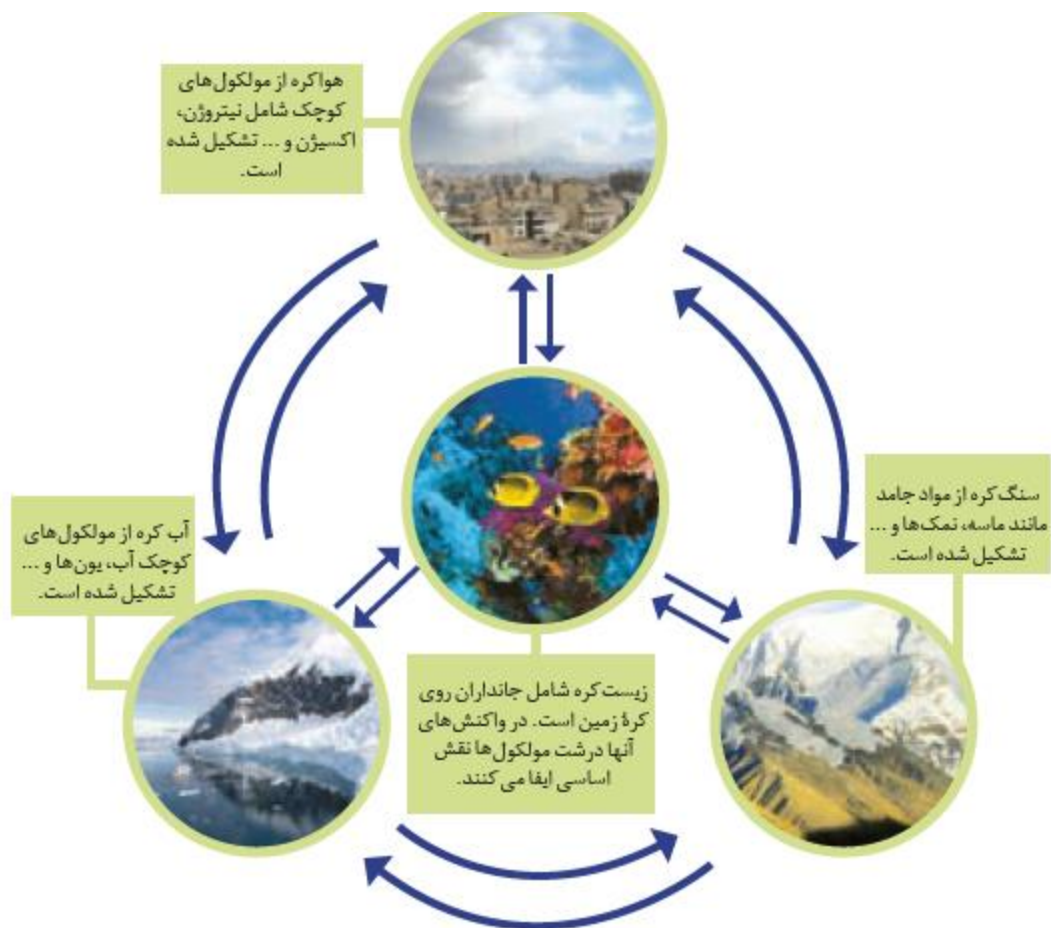 هواکره از مولکول‌های
کوچک شامل نیتروژن،
اکسیژن و ... تشکیل شده
است.
سنگ کره از مواد جامد
مانند ماسه، نمک‌ها و ...
تشکیل شده است.
آب کره از مولکول‌های
کوچک آب، یون‌ها و ...
تشکیل شده است.
زیست کره شامل جانداران روی
کرهٔ زمین است. در واکنش‌های
آنها درشت مولکول‌ها نقش
اساسی ایفا می کنند.